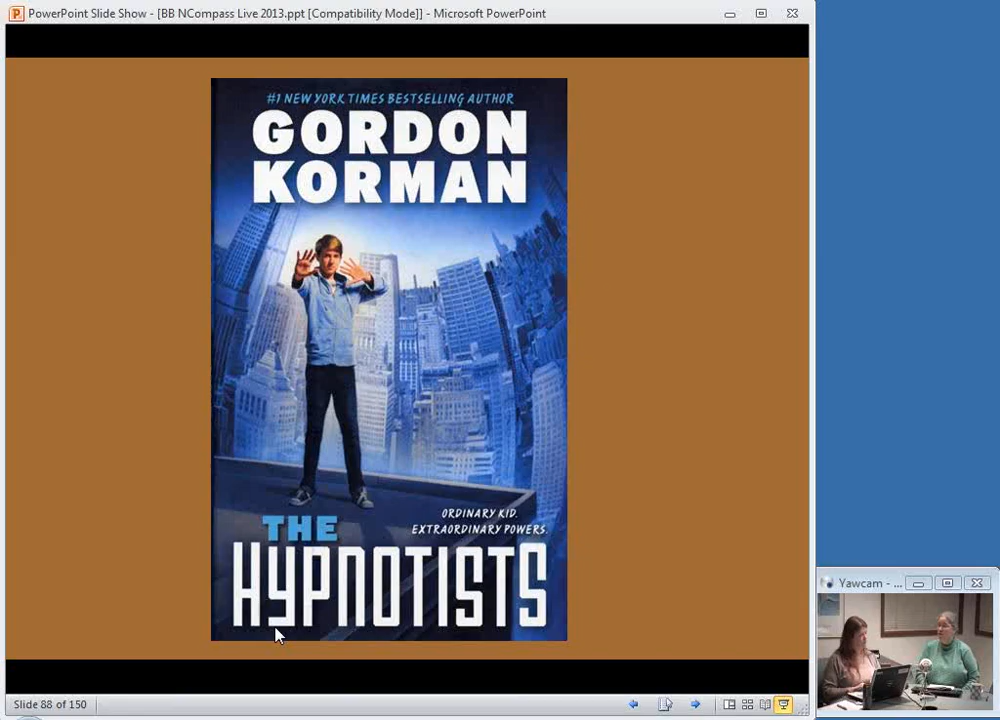 PowerPoint Slide Show - [BB NCompass Live 2013.ppt [Compatibility Mode]] - Microsoft PowerPoint
#1 NEW YORK TIMES BESTSELLING AUTHOR
GORDON
KORMAN
ORDINARY KID.
EXTRAORDINARY POWERS.
THE
HYPNOTISTS
Yawcam - ...
Slide 88 of 150